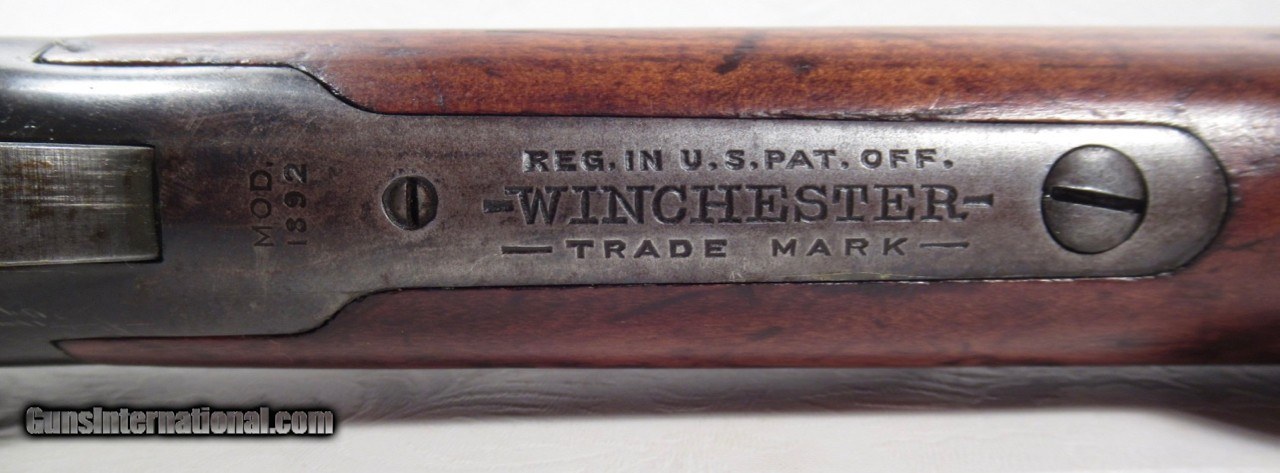 MOD.
1892
REG. IN U.S. PAT. OFF.
-WINCHESTER-
— TRADE MARK —
GunsInternational.com